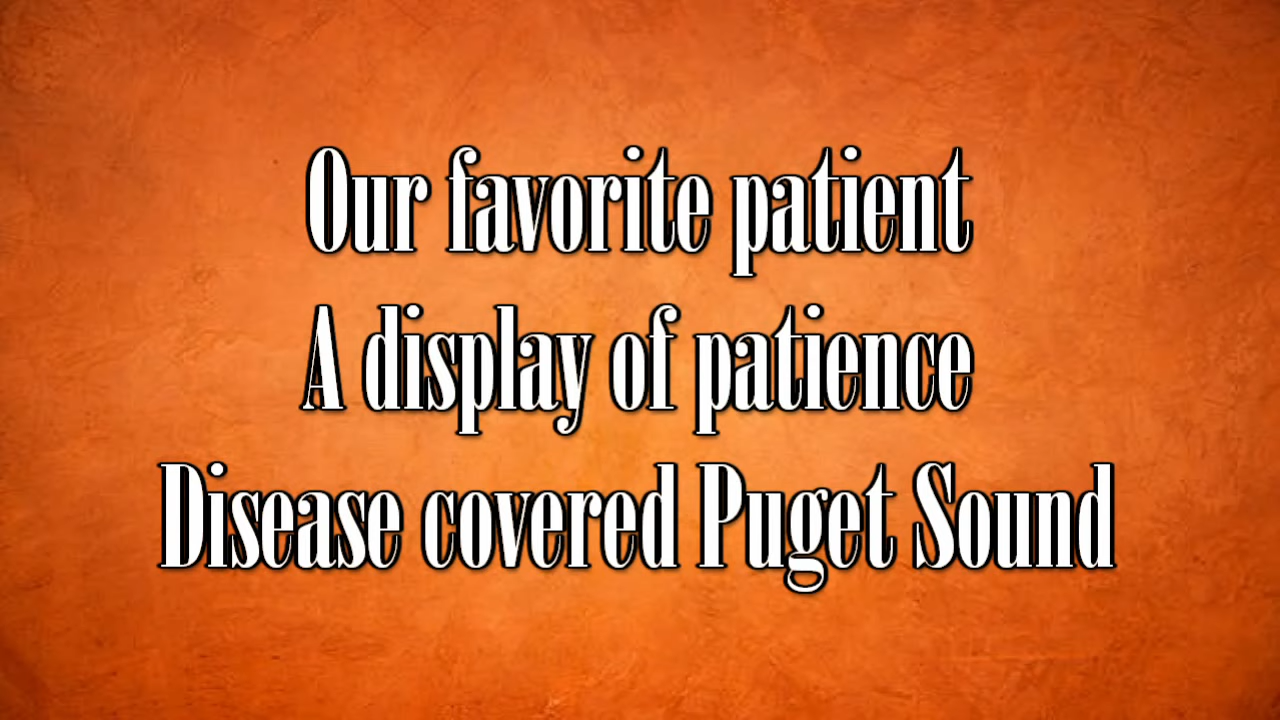 Our favorite patient
A display of patience
Disease covered Puget Sound